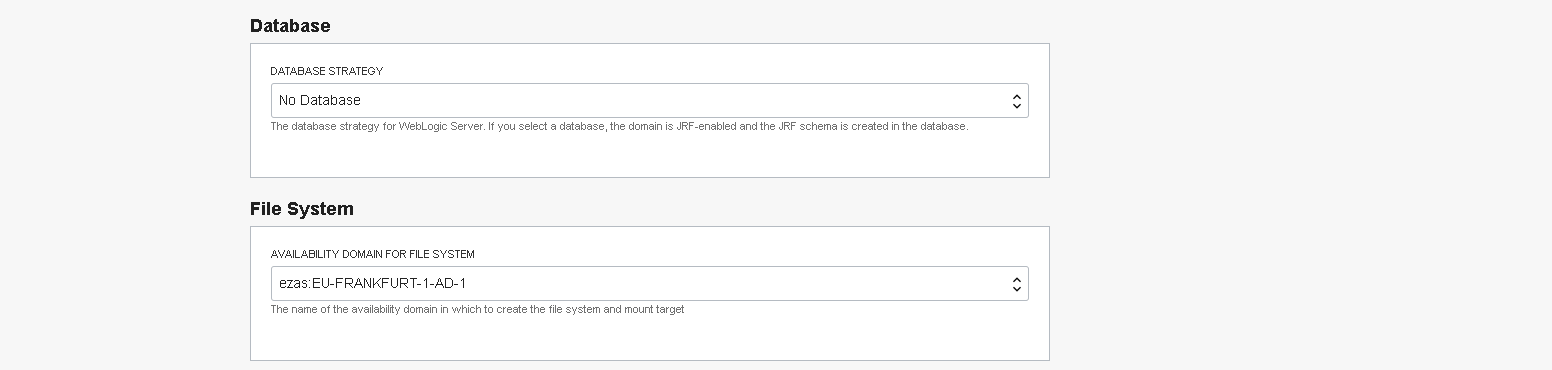 Database
DATABASE STRATEGY
No Database
The database strategy for WebLogic Server. If you select a database, the domain is JRF-enabled and the JRF schema is created in the database.
File System
AVAILABILITY DOMAIN FOR FILE SYSTEM
ezas:EU-FRANKFURT-1-AD-1
The name of the availability domain in which to create the file system and mount target